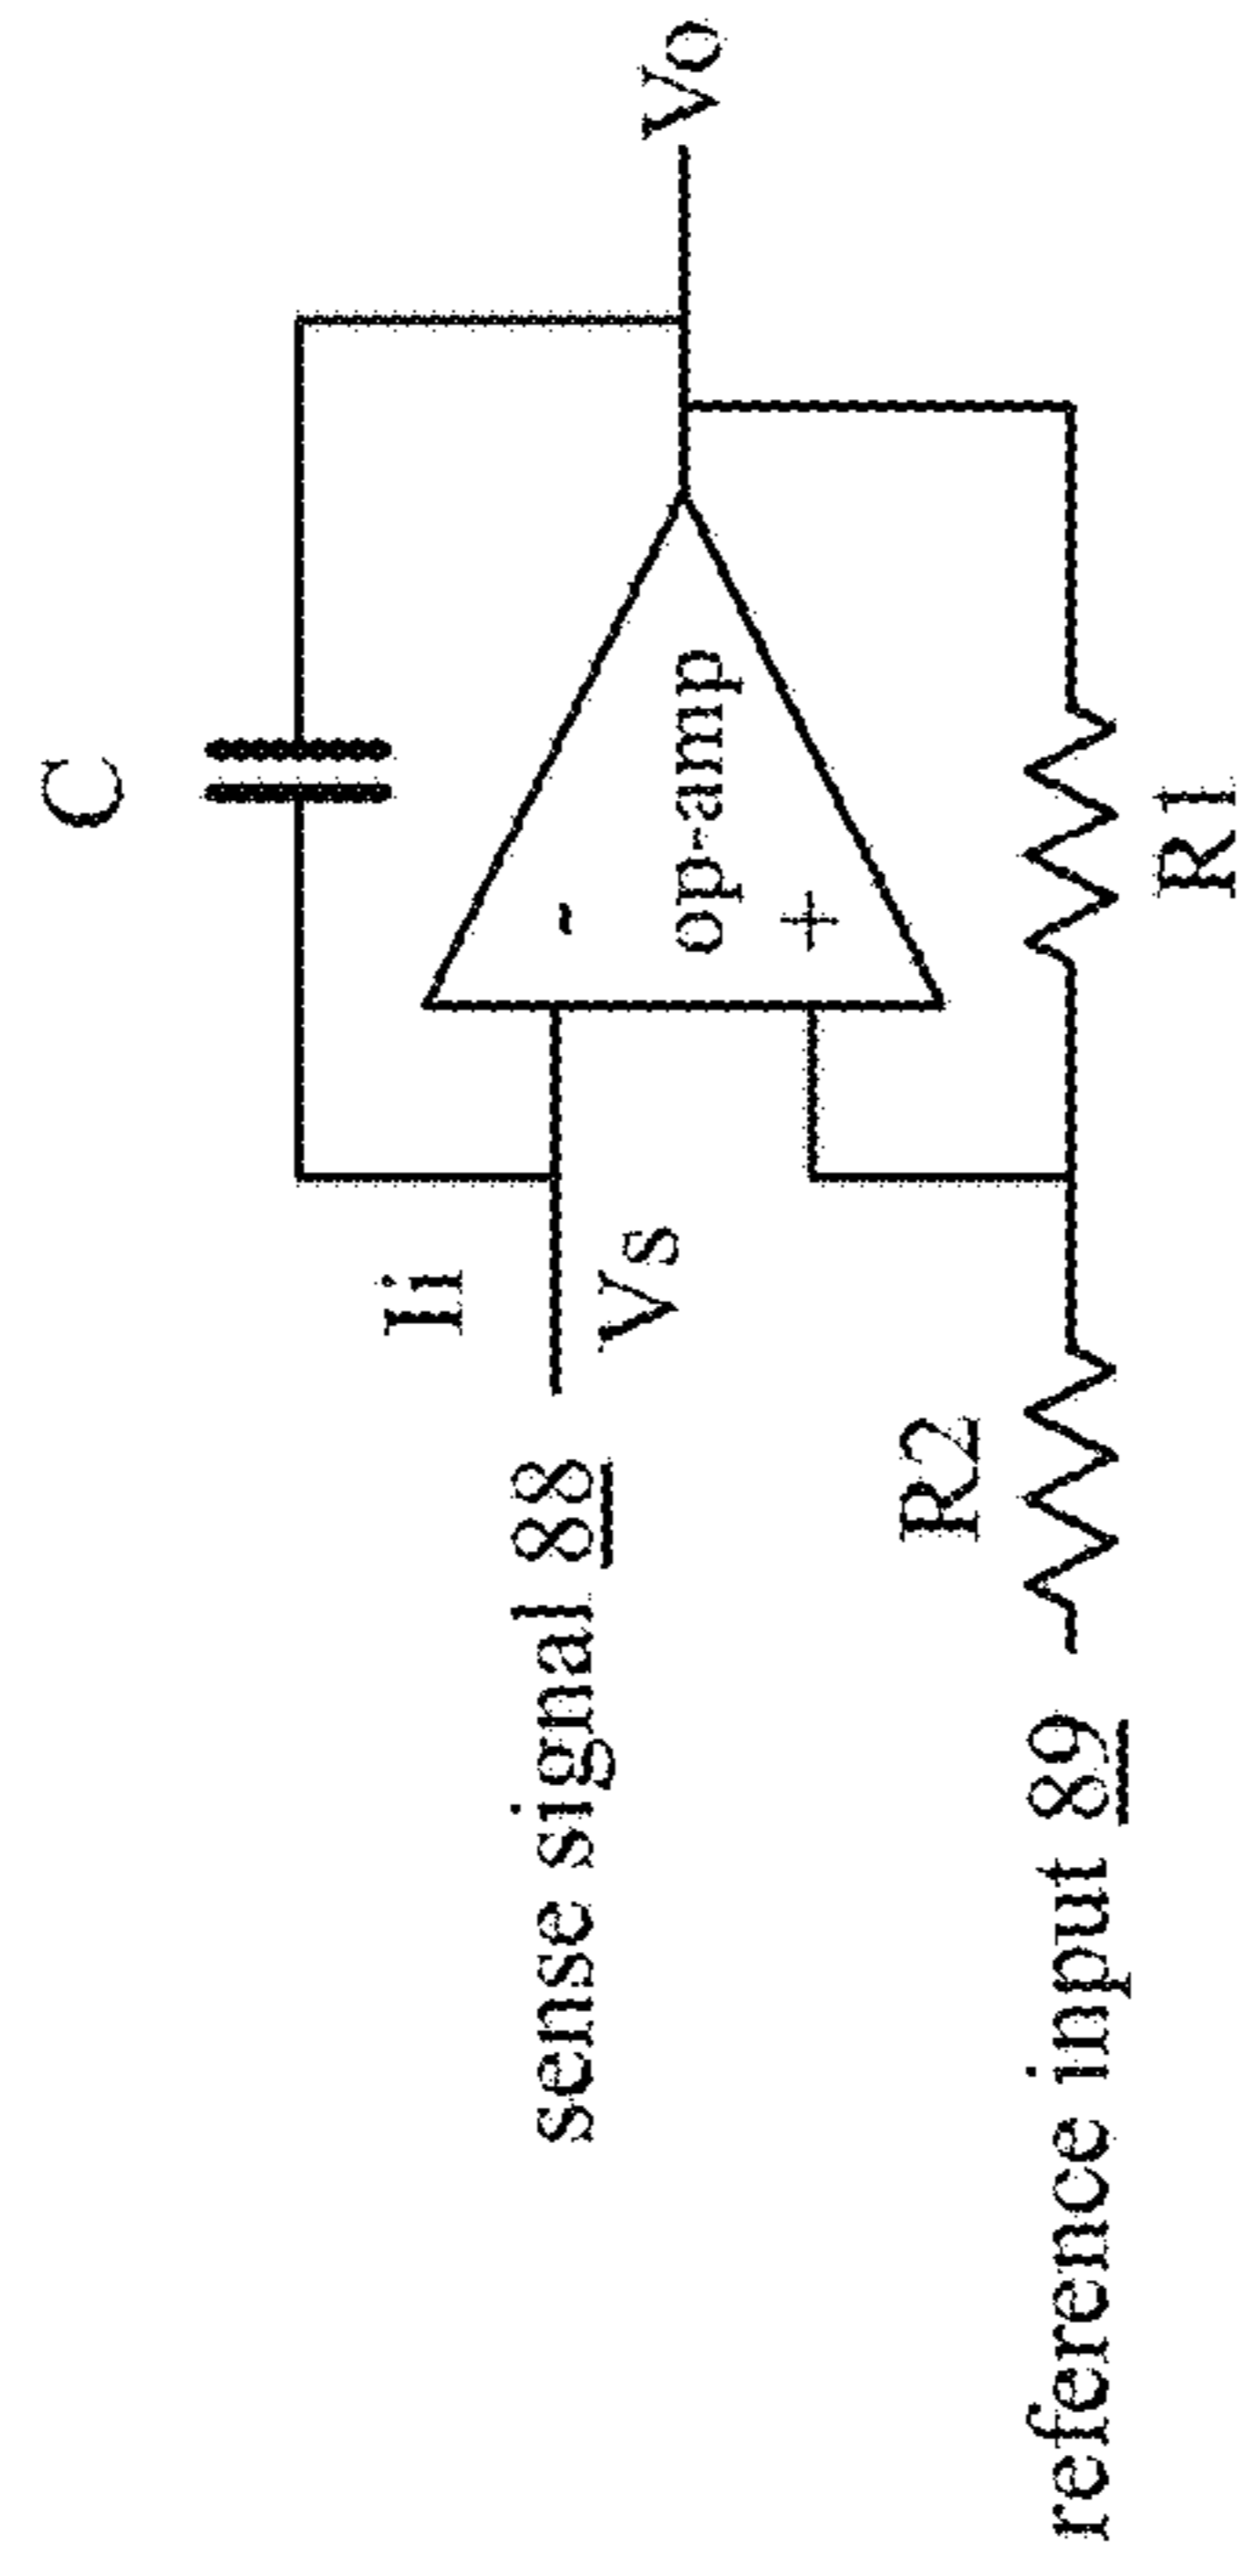 C
Ii
Vs
sense signal 88
-
op-amp
+
Vo
R2
R1
reference input 89